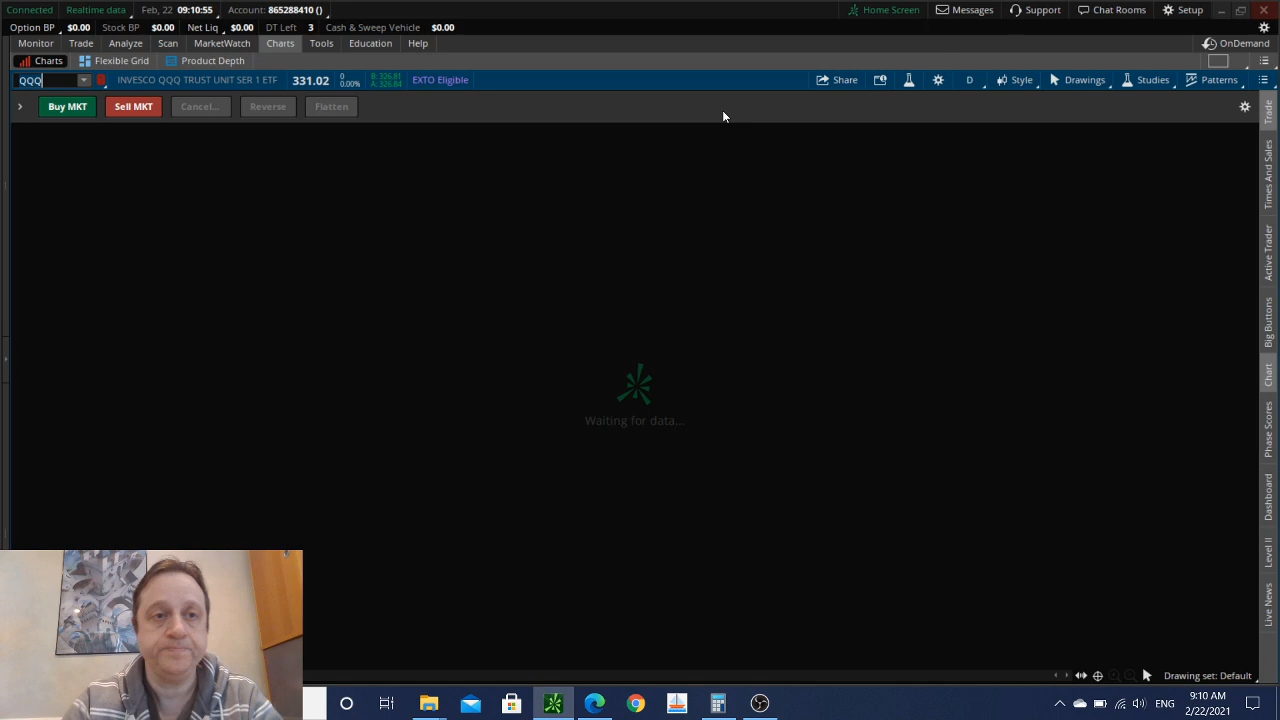 Connected Realtime data Feb, 22 09:10:55 Account: 865288410 () Home Screen Messages Support Chat Rooms Setup
Option BP $0.00 Stock BP $0.00 Net Liq $0.00 DT Left 3 Cash & Sweep Vehicle $0.00
Monitor Trade Analyze Scan MarketWatch Charts Tools Education Help OnDemand
Charts Flexible Grid Product Depth
QQQ INVESCO QQQ TRUST UNIT SER 1 ETF 331.02 0 B: 326.81 EXTO Eligible Share D Style Drawings Studies Patterns
0.00% A: 326.84
Buy MKT Sell MKT Cancel... Reverse Flatten
Trade
Times And Sales
Active Trader
Big Buttons
Chart
Phase Scores
Dashboard
Level II
Live News
Waiting for data...
Drawing set: Default
ENG 9:10 AM
2/22/2021